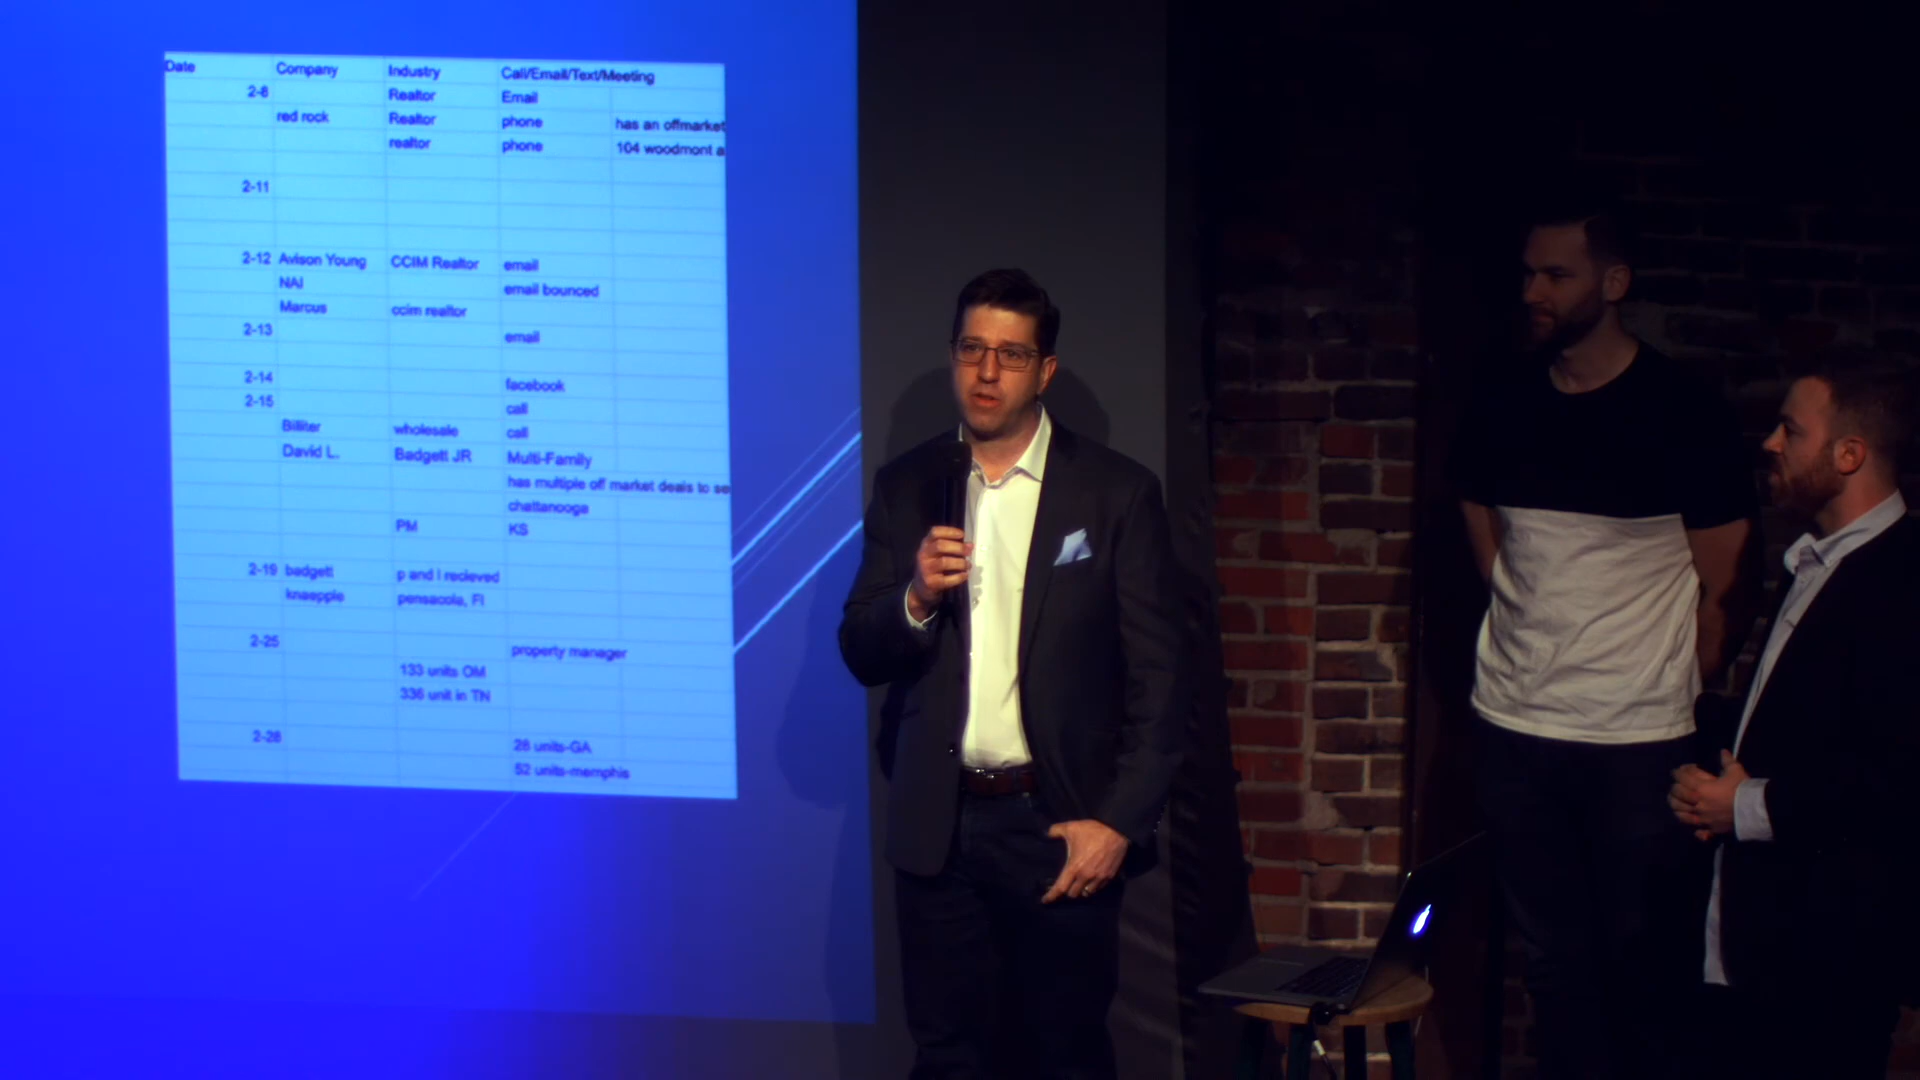 Date Company Industry Call/Email/Text/Meeting
2-8 Realtor Email
red rock Realtor phone has an offmarket
realtor phone 104 woodmont a
2-11
2-12 Avison Young CCIM Realtor email
NAI email bounced
Marcus ccim realtor
2-13 email
2-14 facebook
2-15 call
Billiter wholesale call
David L. Badgett JR Multi-Family
has multiple off market deals to se
chattanooga
PM KS
2-19 badgett p and l recieved
knaepple pensacola, Fl
2-25 property manager
133 units OM
336 unit in TN
2-28 28 units-GA
52 units-memphis